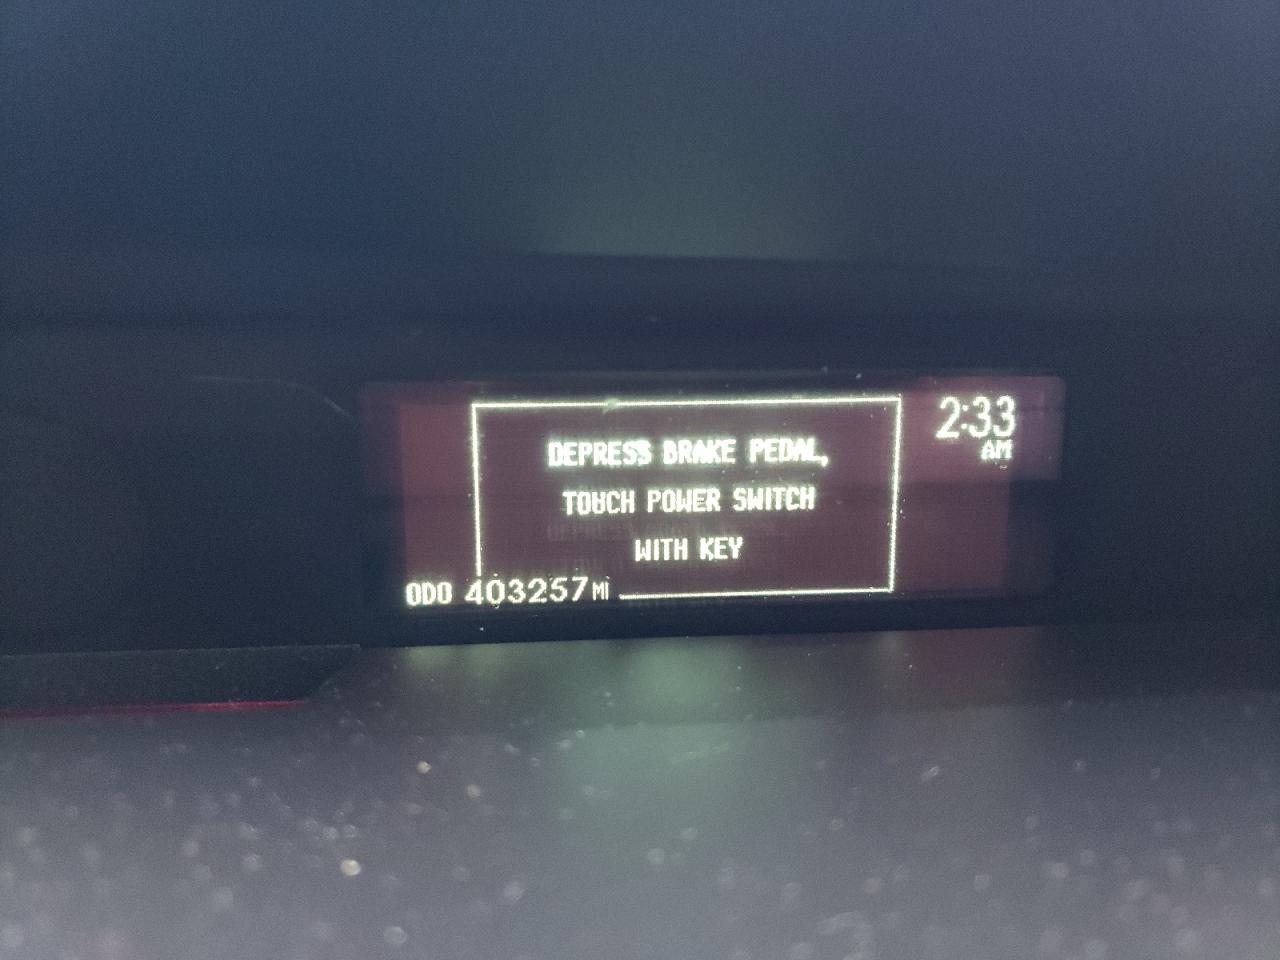 2:33
AM
DEPRESS BRAKE PEDAL,
TOUCH POWER SWITCH
WITH KEY
ODO 403257 MI